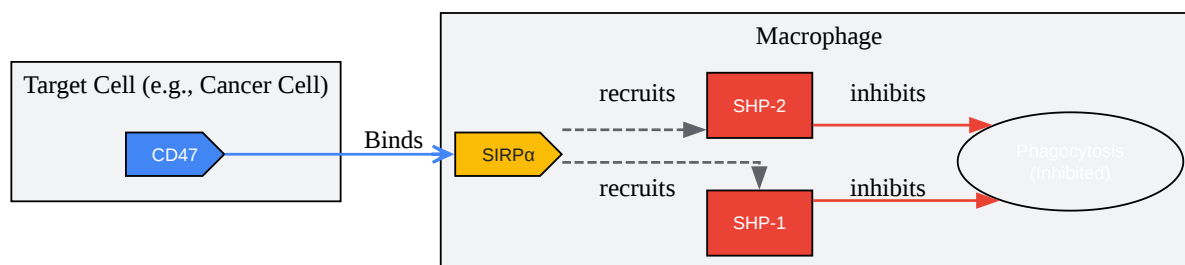 Macrophage
Target Cell (e.g., Cancer Cell)
recruits
SHP-2
inhibits
CD47
Binds
SIRPα
Phagocytosis
(Inhibited)
recruits
SHP-1
inhibits